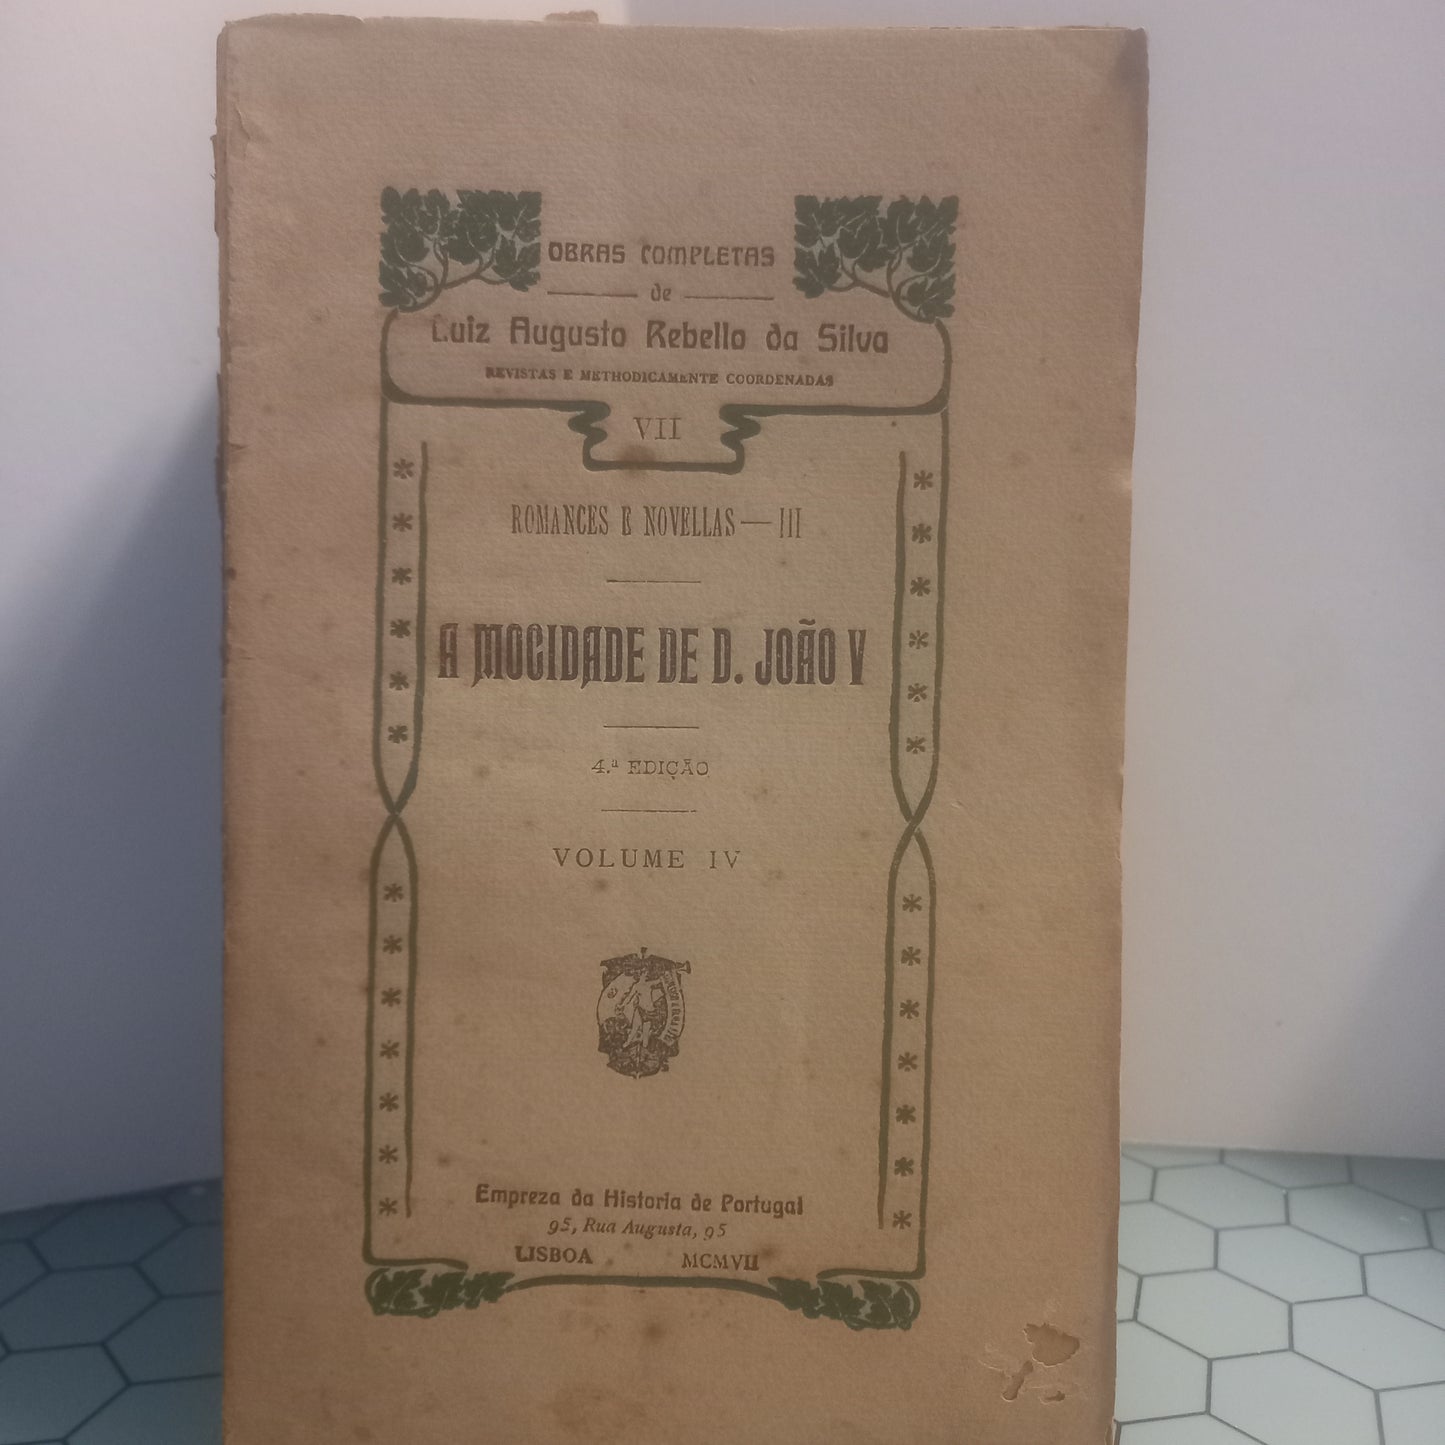 OBRAS COMPLETAS
de
Luiz Augusto Rebello da Silva
REVISTAS E METHODICAMENTE COORDENADAS
VII
ROMANCES E NOVELLAS — III
A MOCIDADE DE D. JOÃO V
4.ª EDIÇÃO
VOLUME IV
Empreza da Historia de Portugal
95, Rua Augusta, 95
LISBOA MCMVII